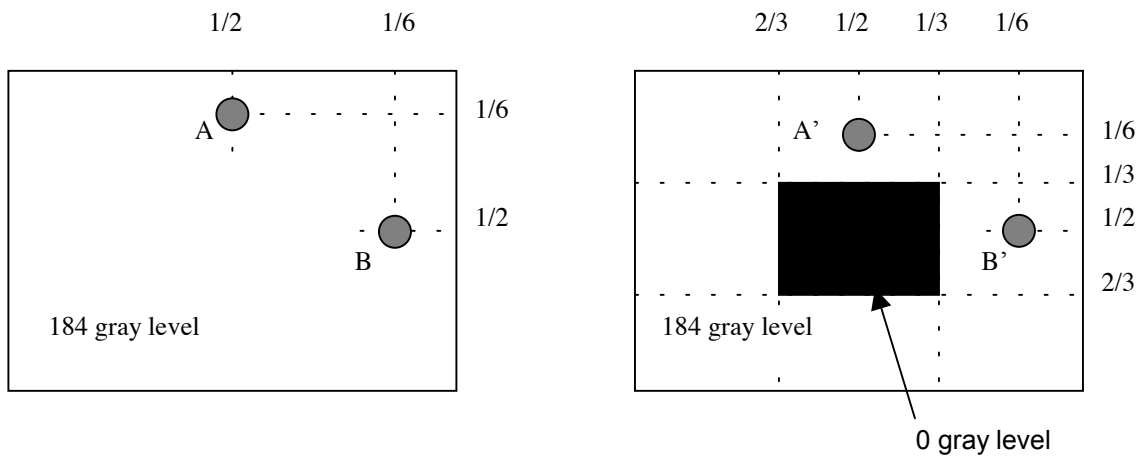 1/2 1/6
1/6
A
1/2
B
184 gray level
2/3 1/2 1/3 1/6
A’ 1/6
1/3
1/2
B’
2/3
184 gray level
0 gray level